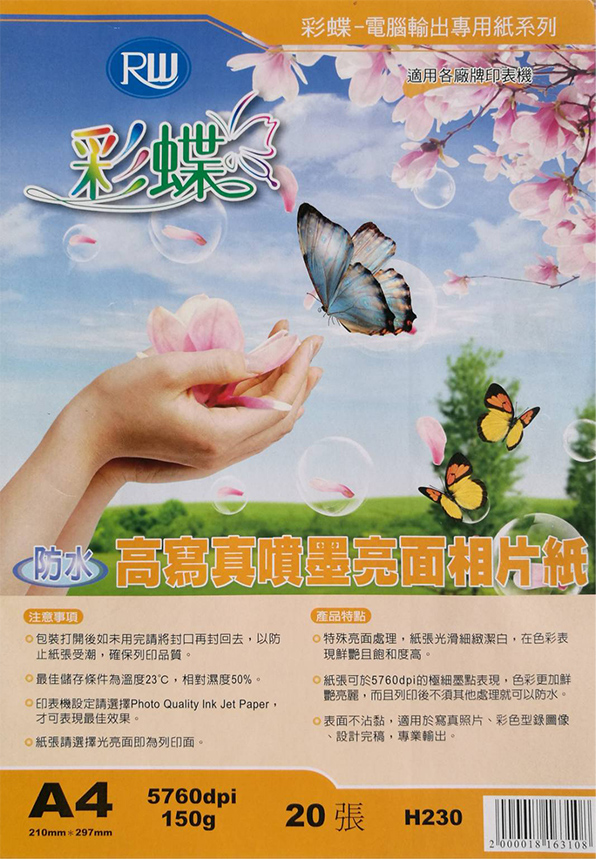 彩蝶-電腦輸出專用紙系列
RW
適用各廠牌印表機
彩蝶
防水 高寫真噴墨亮面相片紙
注意事項
包裝打開後如未用完請將封口再封回去,以防
止紙張受潮,確保列印品質。
最佳儲存條件為溫度23˚C,相對濕度50%。
印表機設定請選擇Photo Quality Ink Jet Paper,
才可表現最佳效果。
紙張請選擇光亮面即為列印面。
產品特點
特殊亮面處理,紙張光滑細緻潔白,在色彩表
現鮮艷且飽和度高。
紙張可於5760dpi的極細墨點表現,色彩更加鮮
艷亮麗,而且列印後不須其他處理就可以防水。
表面不沾黏,適用於寫真照片、彩色型錄圖像
、設計完稿,專業輸出。
A4
210mm*297mm
5760dpi
150g
20 張
H230
2 000018 163108